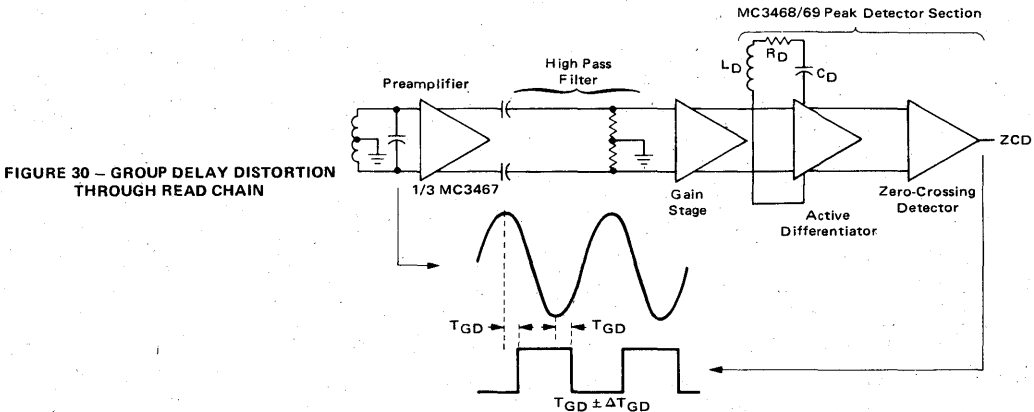 MC3468/69 Peak Detector Section
High Pass
Filter
Preamplifier
LD
RD
CD
ZCD
FIGURE 30 – GROUP DELAY DISTORTION
THROUGH READ CHAIN
1/3 MC3467
Gain
Stage
Active
Differentiator
Zero-Crossing
Detector
TGD
TGD
TGD ± ΔTGD